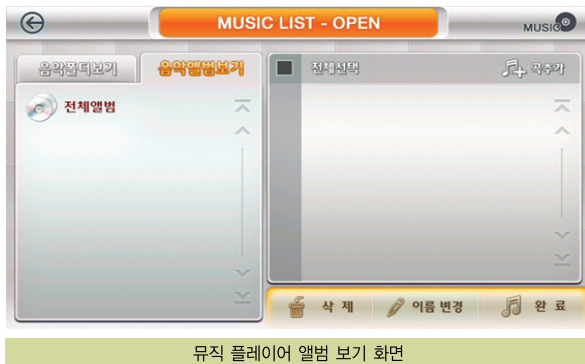 MUSIC LIST - OPEN
MUSIC
음악폴더보기
음악앨범보기
전체선택
곡추가
전체앨범
삭 제
이름 변경
완 료
뮤직 플레이어 앨범 보기 화면